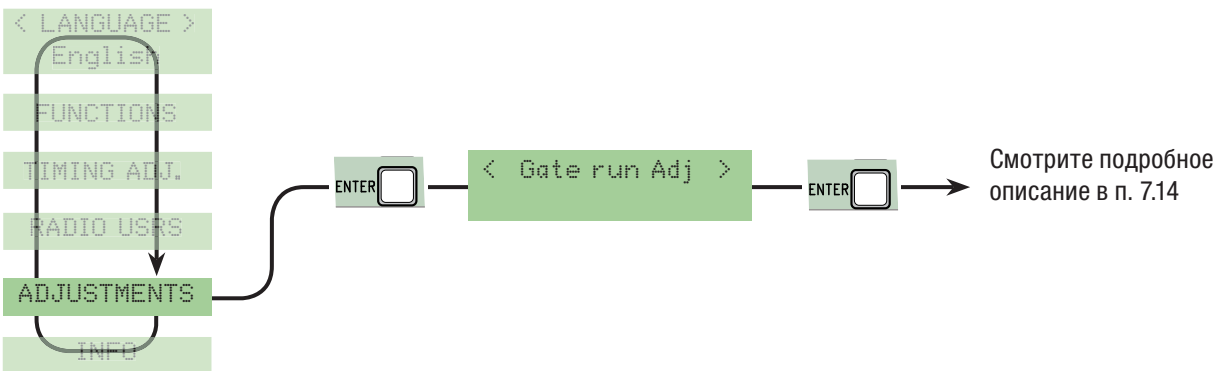 < LANGUAGE >
English
FUNCTIONS
TIMING ADJ.
RADIO USRS
ADJUSTMENTS
INFO
ENTER
< Gate run Adj >
ENTER
Смотрите подробное
описание в п. 7.14